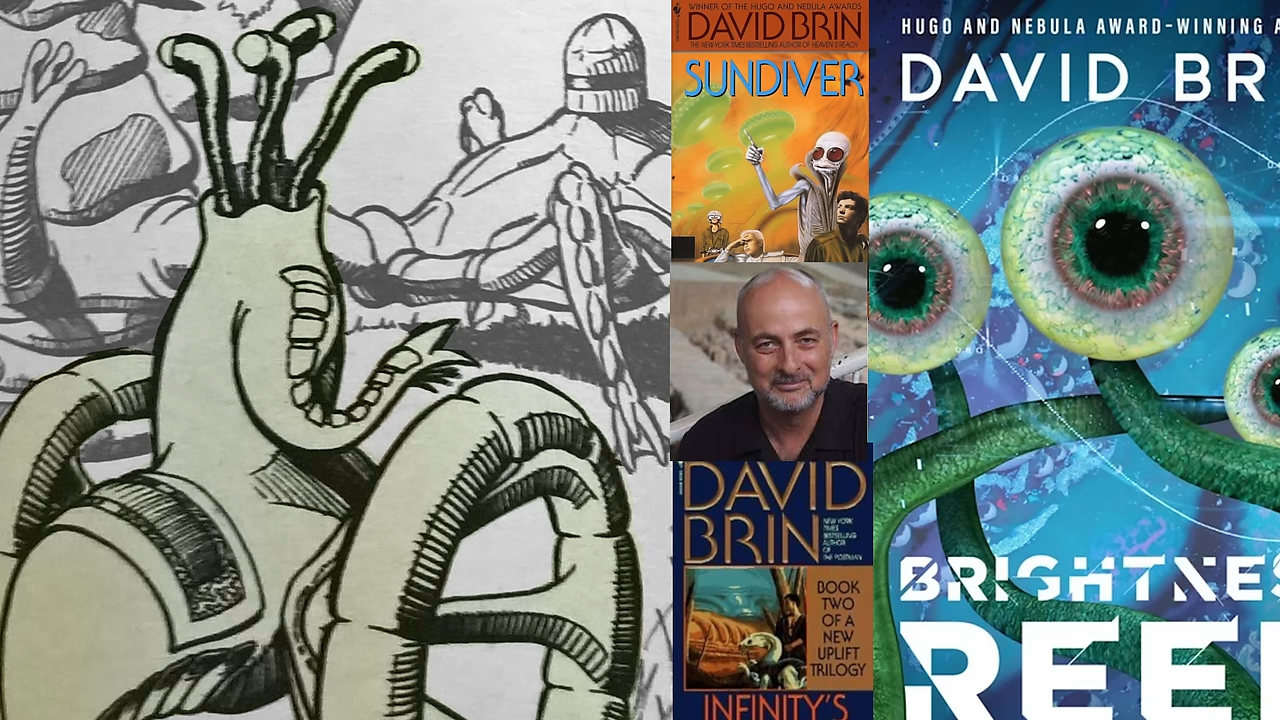 WINNER OF THE HUGO AND NEBULA AWARDS
DAVID BRIN
THE NEW YORK TIMES BESTSELLING AUTHOR OF HEAVEN'S REACH
SUNDIVER
DAVID
BRIN
NEW YORK
TIMES
BESTSELLING
AUTHOR
OF
THE POSTMAN
BOOK
TWO
OF A
NEW
UPLIFT
TRILOGY
INFINITY'S
HUGO AND NEBULA AWARD-WINNING A
DAVID BR
BRIGHTNES
REE